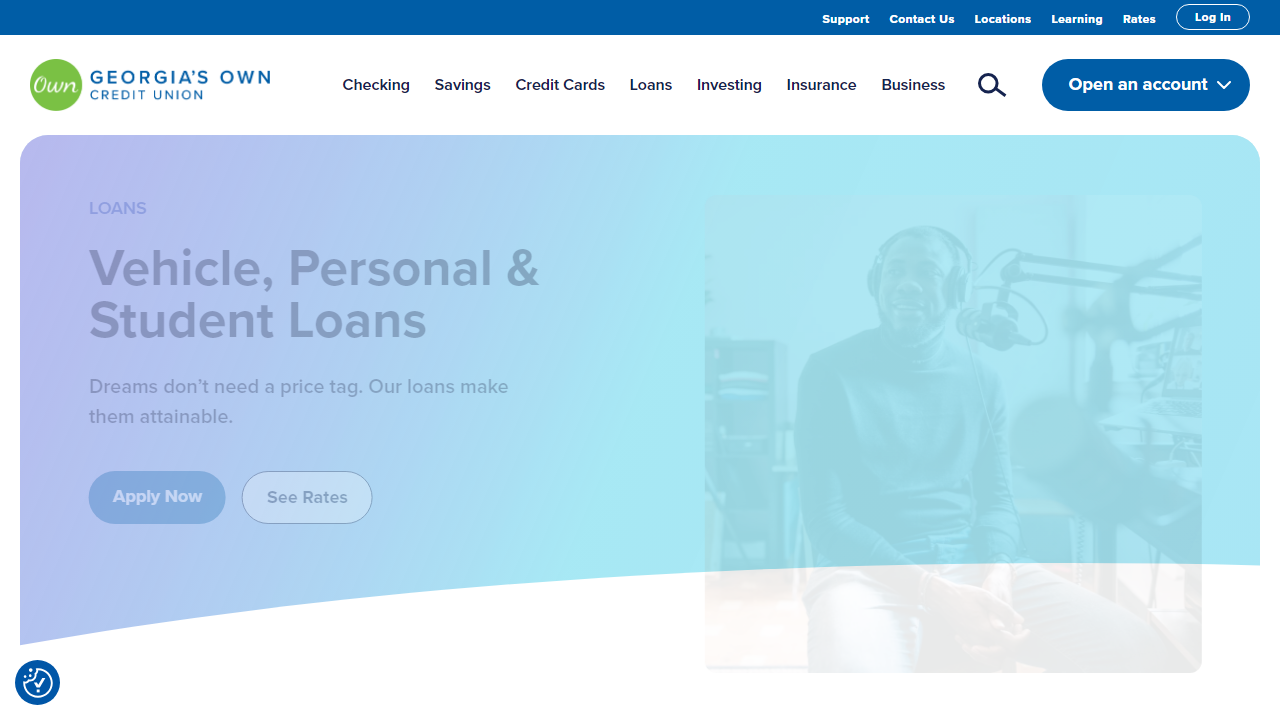 Support Contact Us Locations Learning Rates Log In
Own GEORGIA'S OWN
CREDIT UNION
Checking Savings Credit Cards Loans Investing Insurance Business Open an account
LOANS
Vehicle, Personal &
Student Loans
Dreams don’t need a price tag. Our loans make
them attainable.
Apply Now See Rates